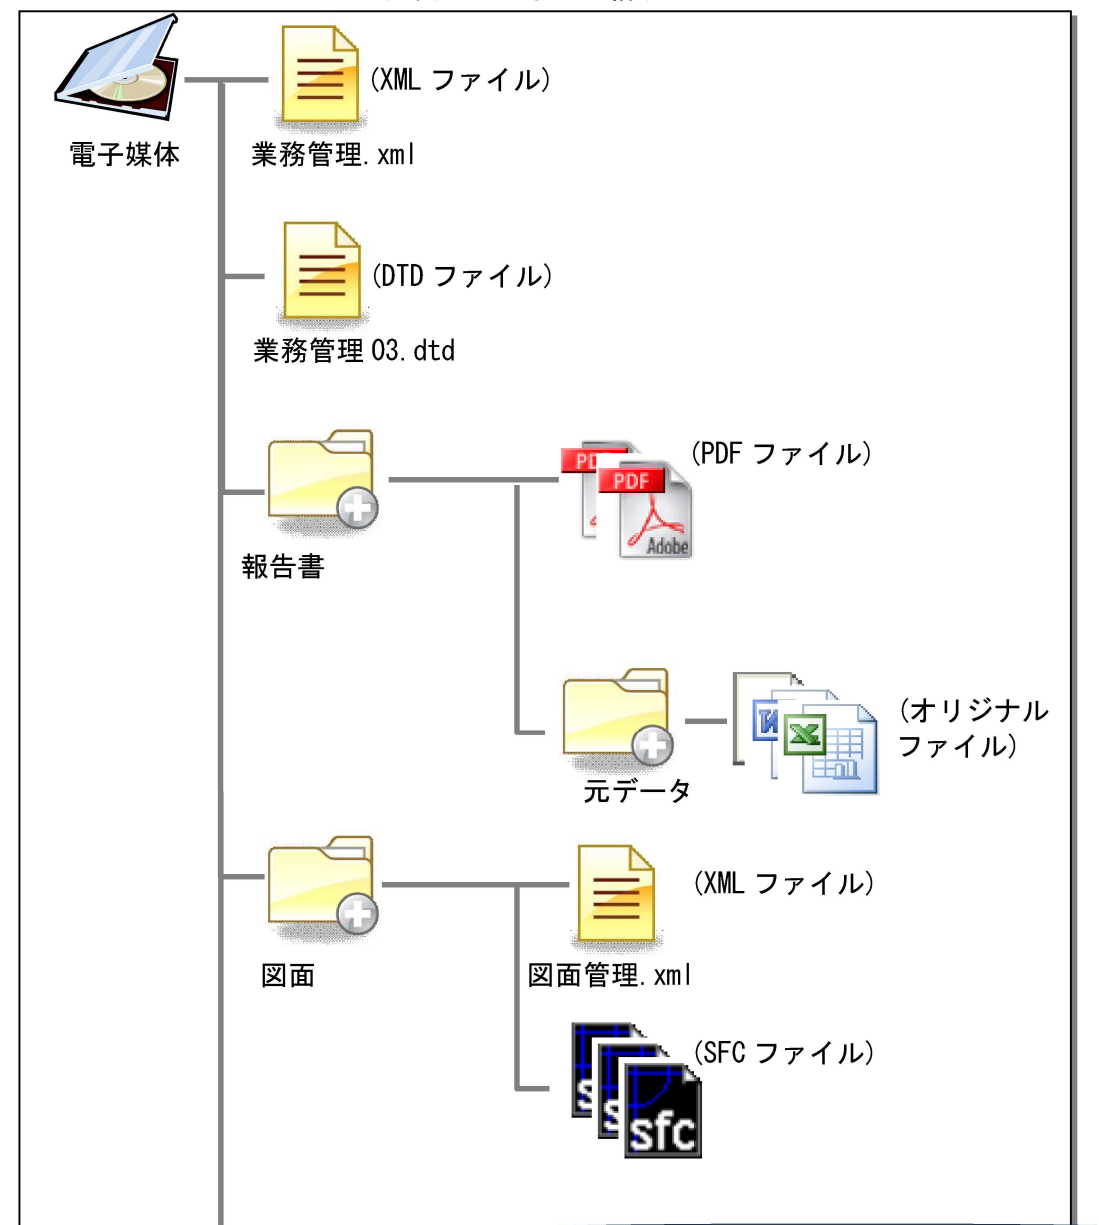 (XML ファイル)
電子媒体
業務管理.xml
(DTD ファイル)
業務管理 03.dtd
(PDF ファイル)
PDF
Adobe
報告書
(オリジナル
ファイル)
元データ
(XML ファイル)
図面
図面管理.xml
(SFC ファイル)
sfc